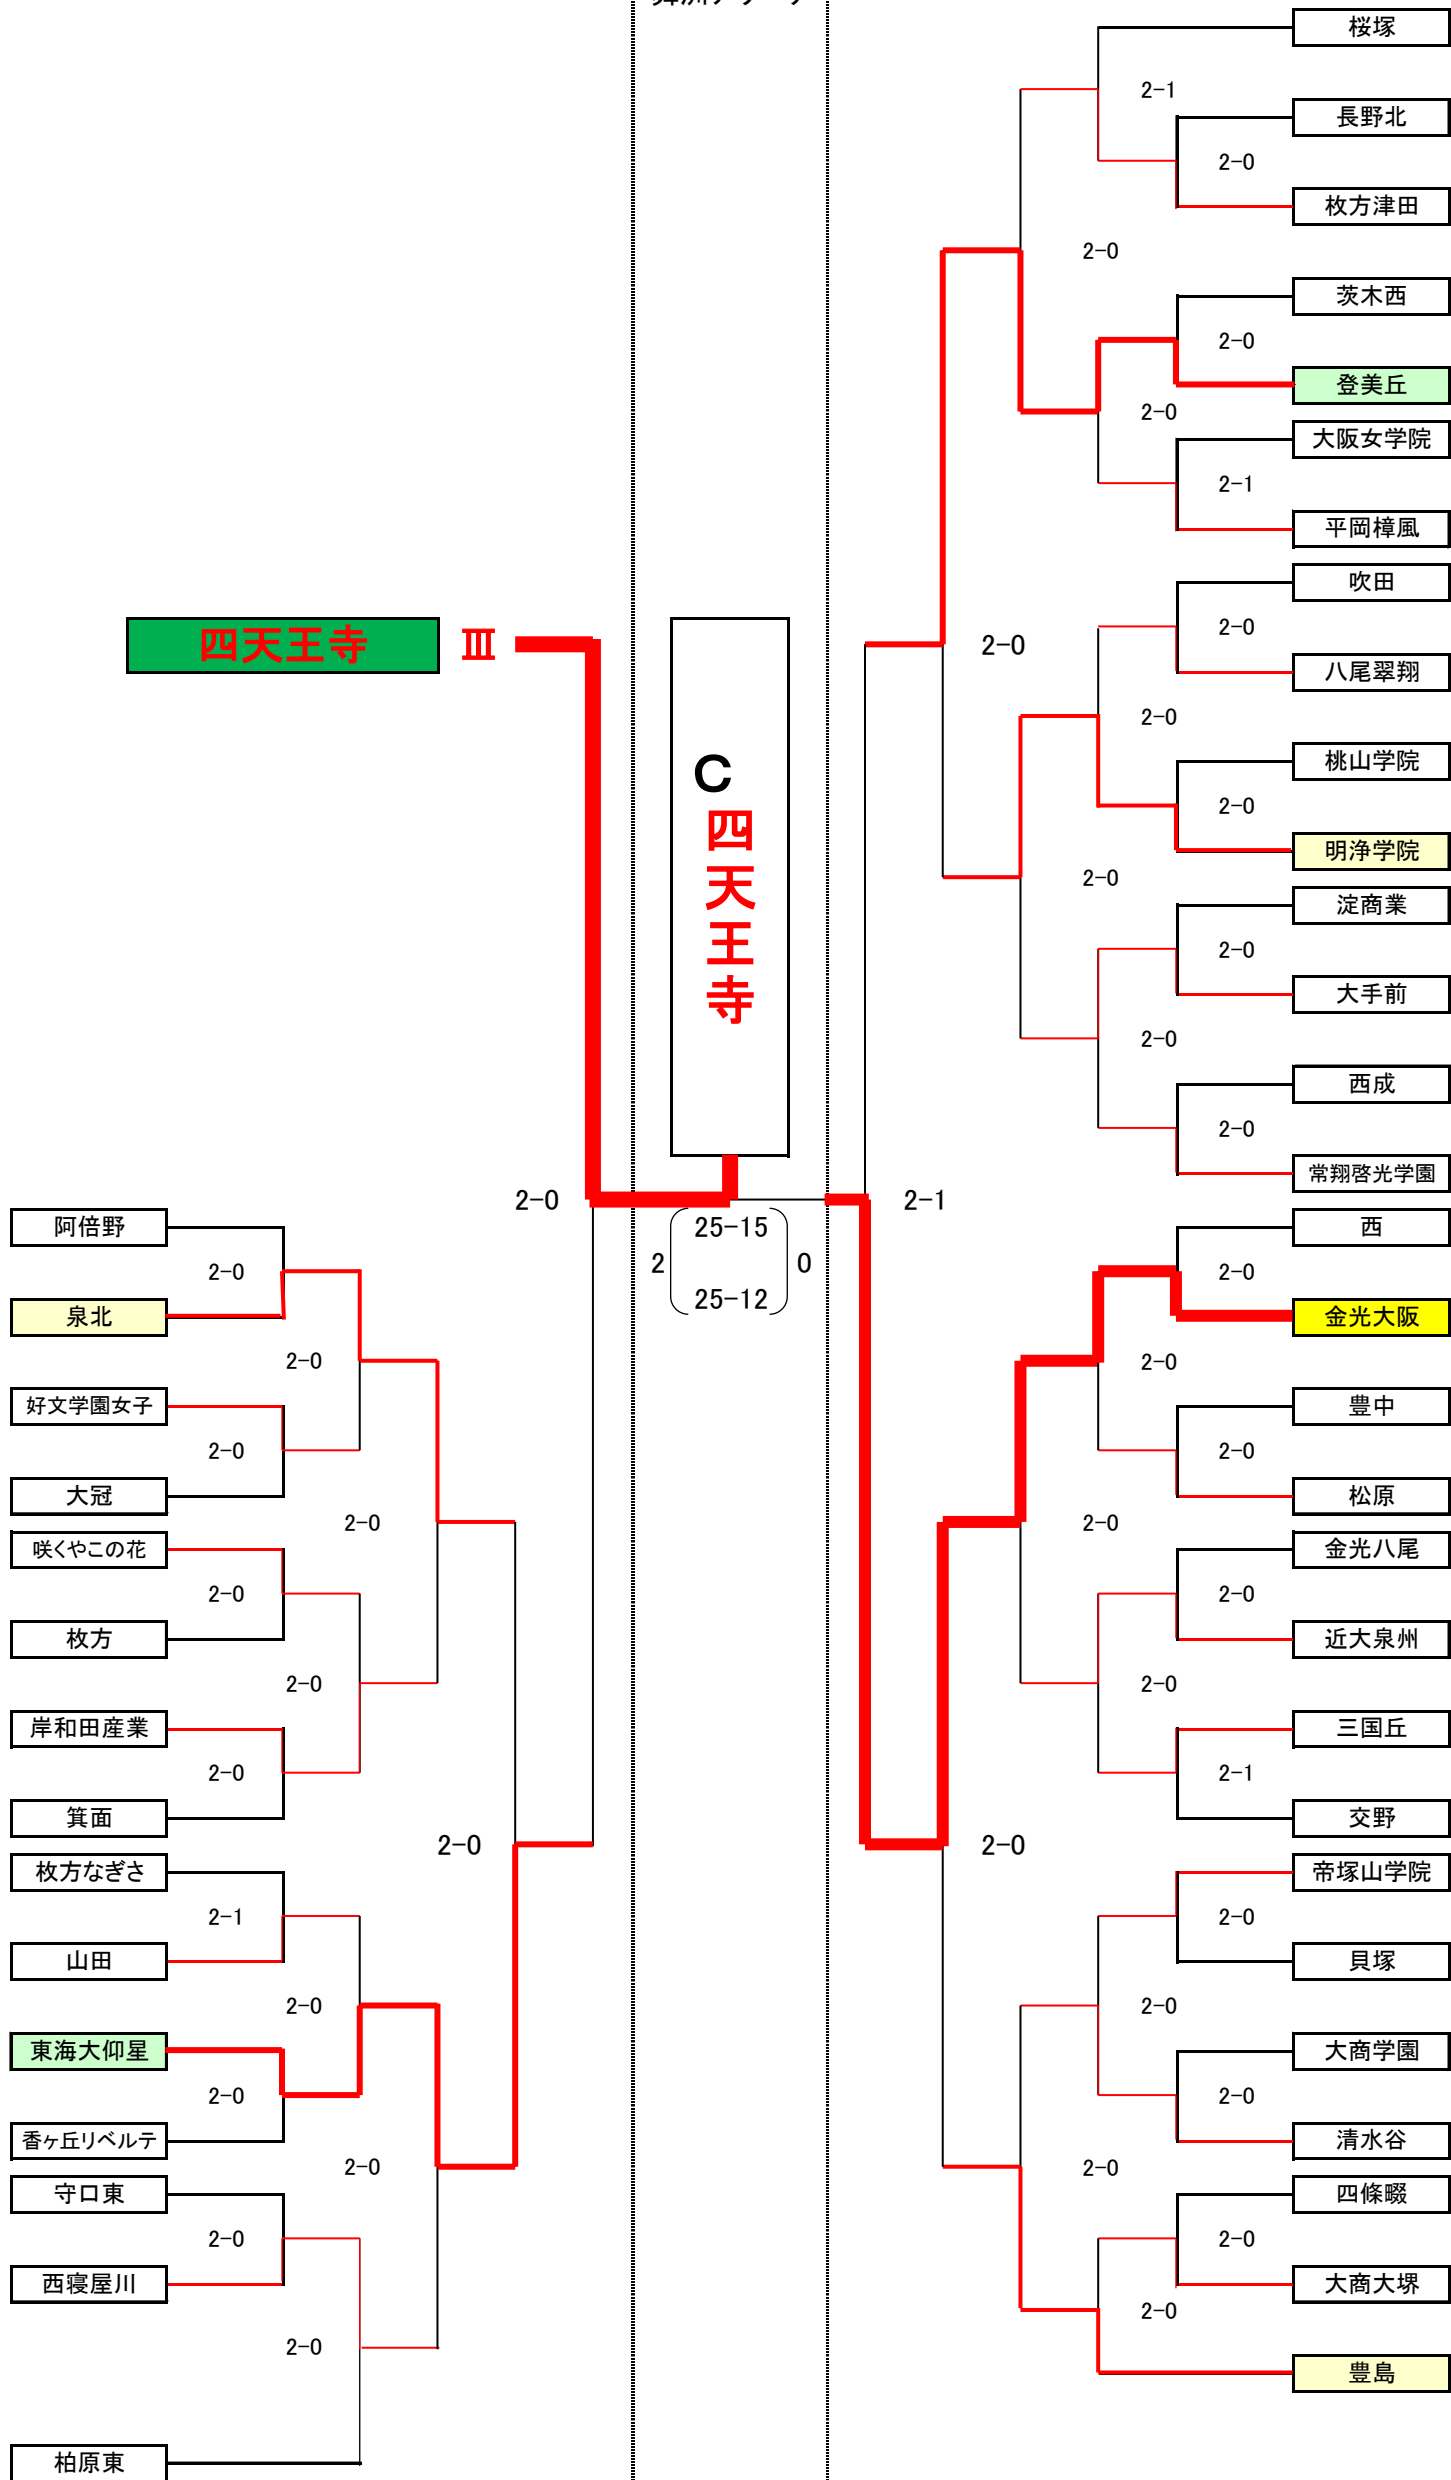 桜塚
2-1
長野北
2-0
枚方津田
2-0
茨木西
2-0
登美丘
2-0
大阪女学院
2-1
平岡樟風
吹田
2-0
八尾翠翔
2-0
2-0
桃山学院
2-0
明浄学院
2-0
淀商業
2-0
大手前
2-0
西成
2-0
常翔啓光学園
四天王寺
Ⅲ
C
四天王寺
2-0
2-1
25-15
2
0
25-12
西
2-0
金光大阪
2-0
豊中
2-0
松原
2-0
金光八尾
2-0
近大泉州
2-0
三国丘
2-1
交野
2-0
帝塚山学院
2-0
貝塚
2-0
大商学園
2-0
清水谷
2-0
四條畷
2-0
大商大堺
2-0
豊島
阿倍野
2-0
泉北
2-0
好文学園女子
2-0
大冠
2-0
咲くやこの花
2-0
枚方
2-0
岸和田産業
2-0
箕面
2-0
枚方なぎさ
2-1
山田
2-0
東海大仰星
2-0
香ヶ丘リベルテ
2-0
守口東
2-0
西寝屋川
2-0
柏原東